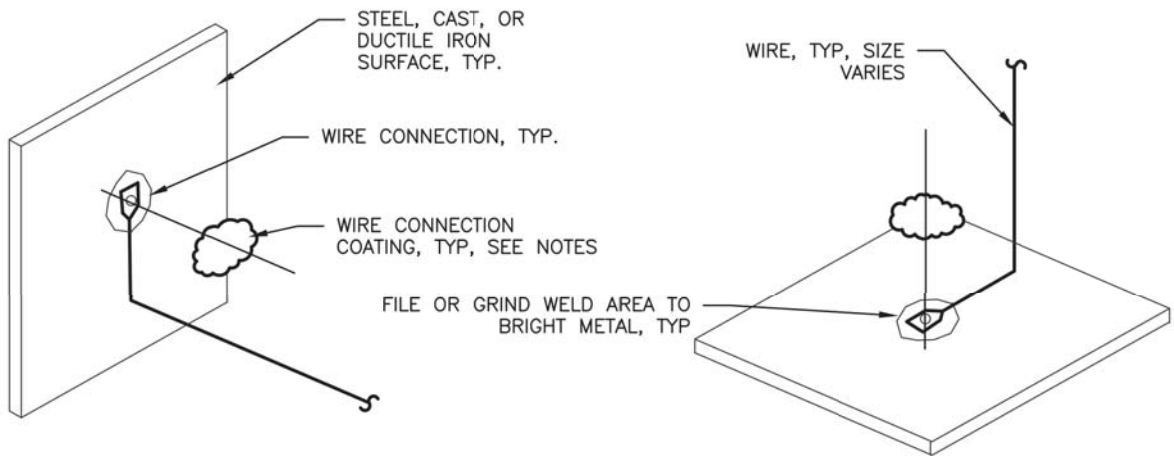 STEEL, CAST, OR
DUCTILE IRON
SURFACE, TYP.
WIRE CONNECTION, TYP.
WIRE CONNECTION
COATING, TYP, SEE NOTES
WIRE, TYP, SIZE
VARIES
FILE OR GRIND WELD AREA TO
BRIGHT METAL, TYP